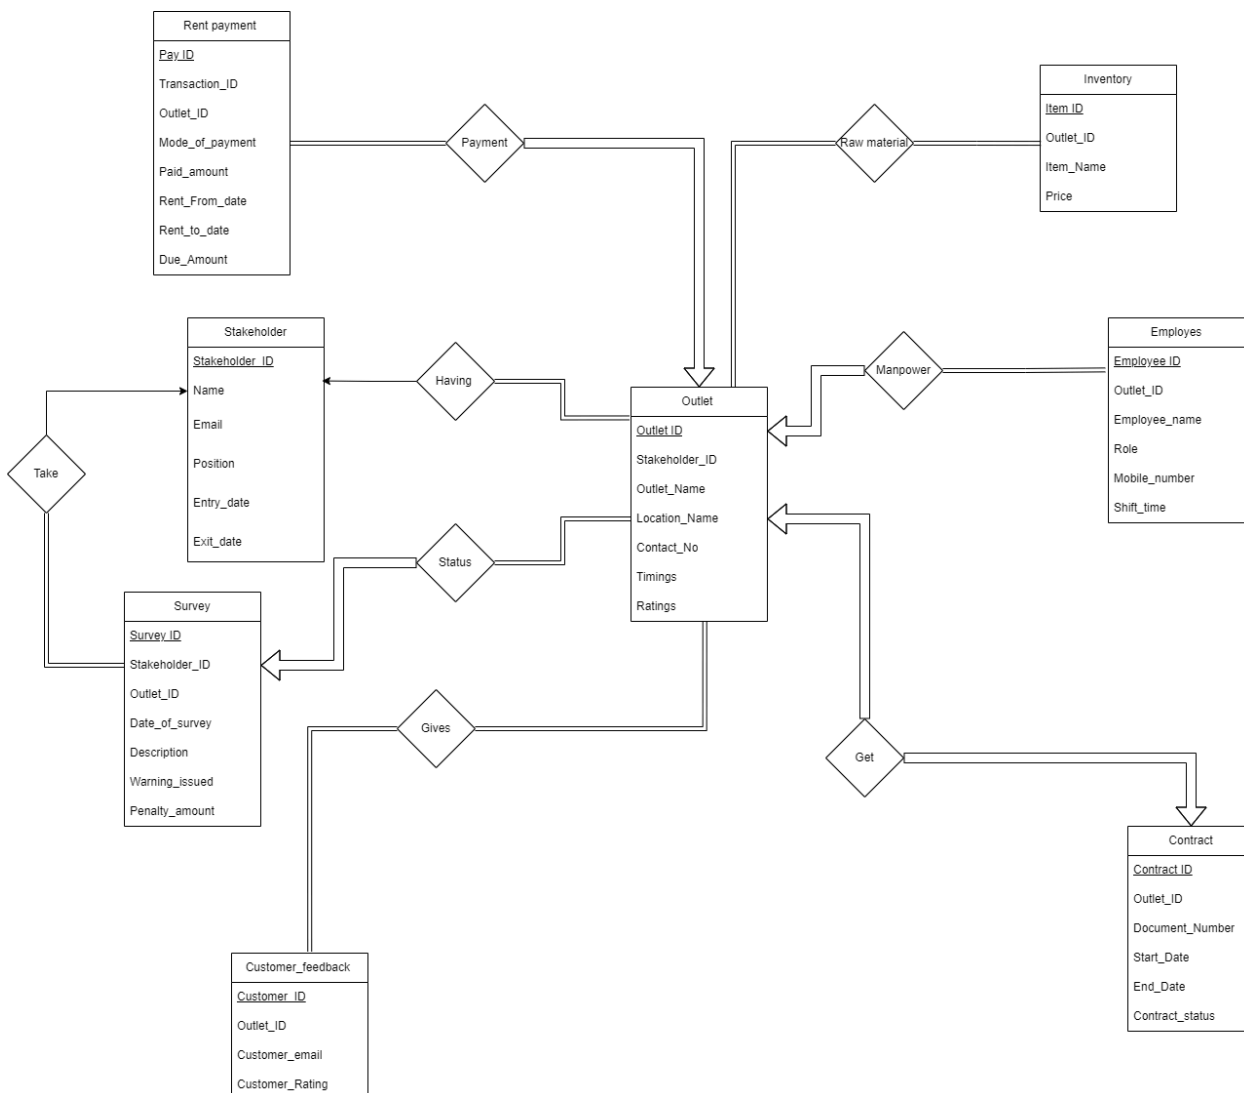 Rent payment
Pay ID
Transaction_ID
Outlet_ID
Mode_of_payment
Paid_amount
Rent_From_date
Rent_to_date
Due_Amount
Payment
Raw material
Inventory
Item ID
Outlet_ID
Item_Name
Price
Stakeholder
Stakeholder_ID
Name
Email
Position
Entry_date
Exit_date
Having
Take
Manpower
Employes
Employee ID
Outlet_ID
Employee_name
Role
Mobile_number
Shift_time
Outlet
Outlet ID
Stakeholder_ID
Outlet_Name
Location_Name
Contact_No
Timings
Ratings
Status
Survey
Survey ID
Stakeholder_ID
Outlet_ID
Date_of_survey
Description
Warning_issued
Penalty_amount
Gives
Get
Contract
Contract ID
Outlet_ID
Document_Number
Start_Date
End_Date
Contract_status
Customer_feedback
Customer_ID
Outlet_ID
Customer_email
Customer_Rating